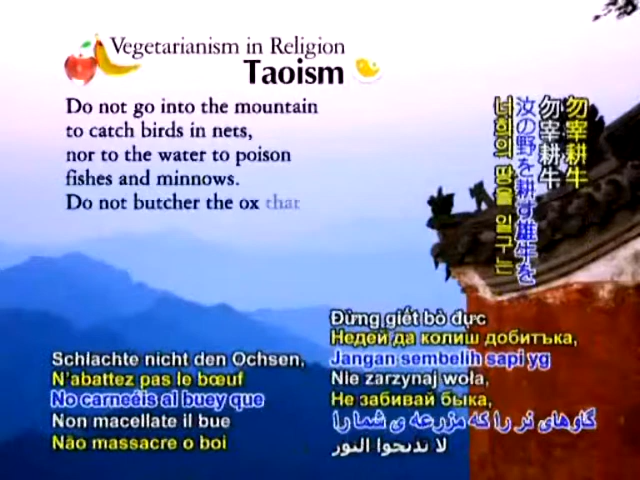 Vegetarianism in Religion
Taoism
Do not go into the mountain
to catch birds in nets,
nor to the water to poison
fishes and minnows.
Do not butcher the ox that
勿宰耕牛
勿宰耕牛
汝の野を耕す雄牛を
너희의 땅을 일구는
Schlachte nicht den Ochsen,
N'abattez pas le bœuf
No carneéis al buey que
Non macellate il bue
Não massacre o boi
Đừng giết bò đực
Недей да колиш добитъка,
Jangan sembelih sapi yg
Nie zarzynaj woła,
Не забивай быка,
گاوهای نر را که مزرعه ی شما را
لا تذبحوا الثور